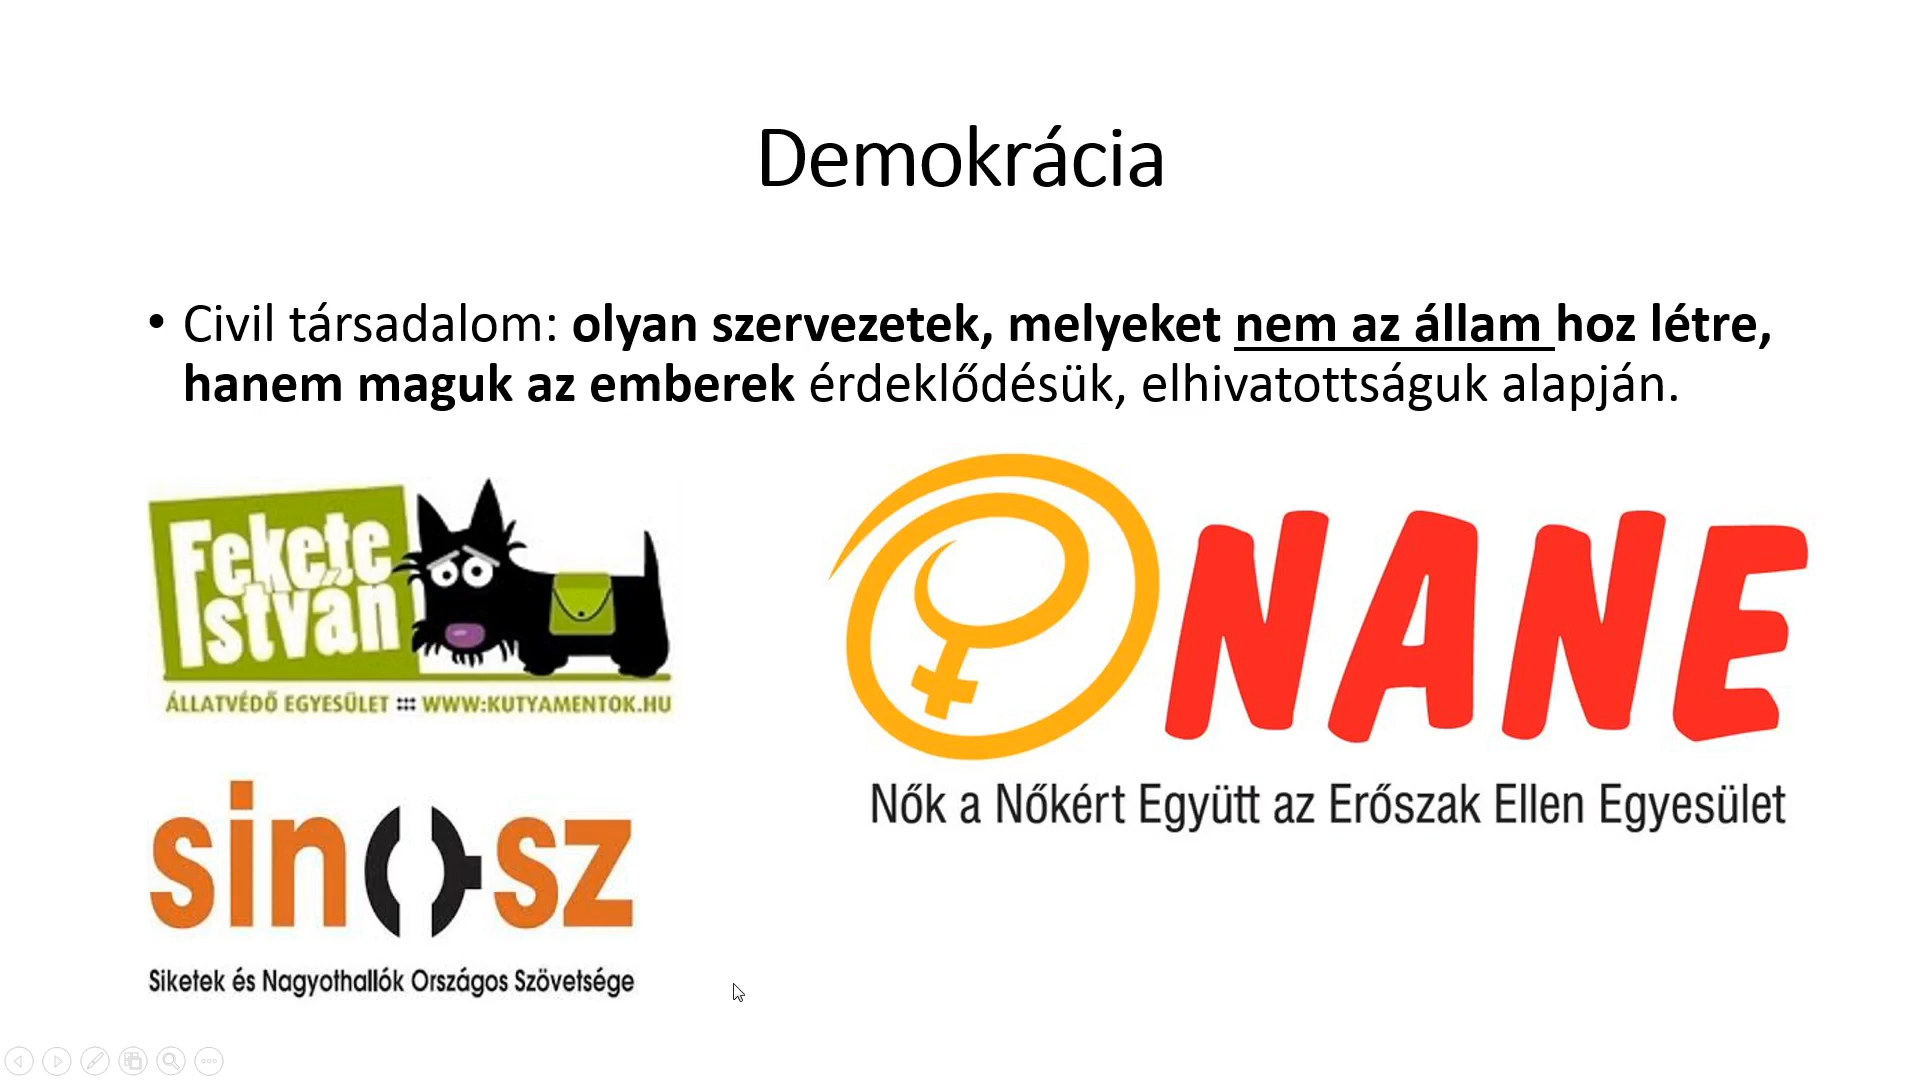 Demokrácia
• Civil társadalom: olyan szervezetek, melyeket nem az állam hoz létre,
hanem maguk az emberek érdeklődésük, elhivatottságuk alapján.
Fekete
István
ÁLLATVÉDŐ EGYESÜLET ::: WWW:KUTYAMENTOK.HU
NANE
Nők a Nőkért Együtt az Erőszak Ellen Egyesület
sinosz
Siketek és Nagyothallók Országos Szövetsége